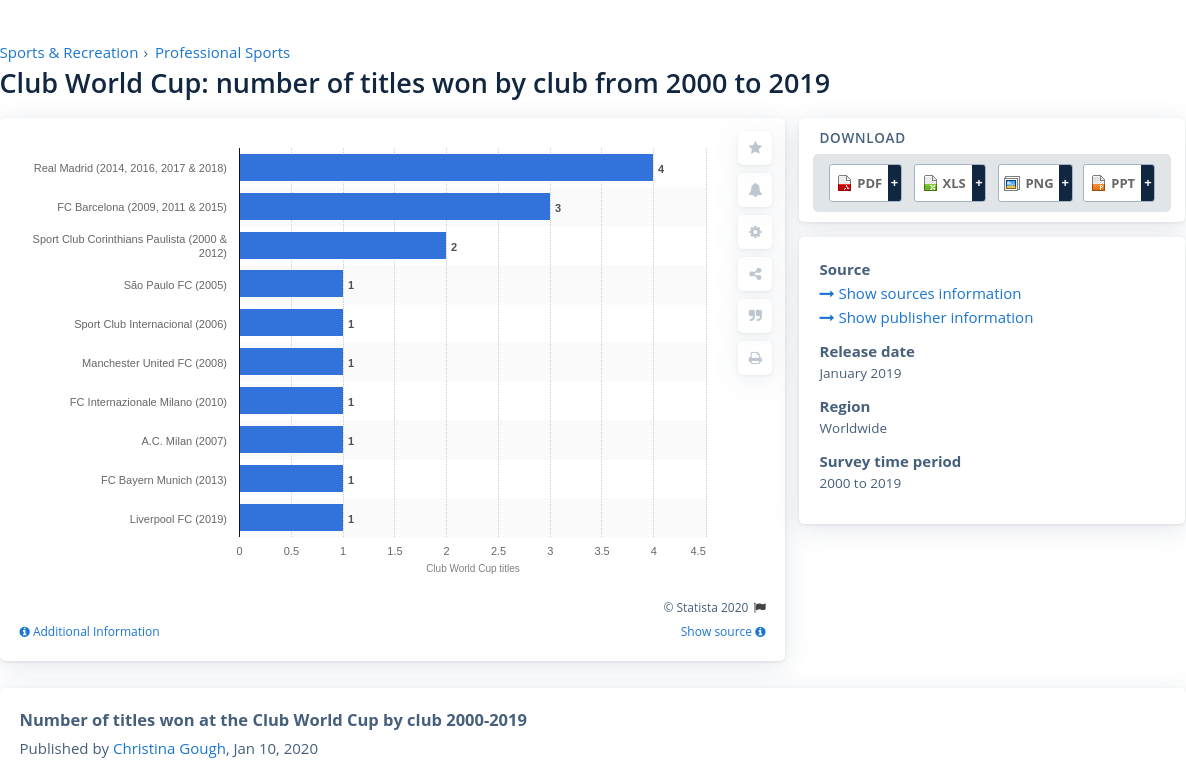 Sports & Recreation › Professional Sports
Club World Cup: number of titles won by club from 2000 to 2019
Real Madrid (2014, 2016, 2017 & 2018) 4
FC Barcelona (2009, 2011 & 2015) 3
Sport Club Corinthians Paulista (2000 &
2012) 2
São Paulo FC (2005) 1
Sport Club Internacional (2006) 1
Manchester United FC (2008) 1
FC Internazionale Milano (2010) 1
A.C. Milan (2007) 1
FC Bayern Munich (2013) 1
Liverpool FC (2019) 1
0 0.5 1 1.5 2 2.5 3 3.5 4 4.5
Club World Cup titles
© Statista 2020
Additional Information Show source
DOWNLOAD
PDF + XLS + PNG + PPT +
Source
Show sources information
Show publisher information
Release date
January 2019
Region
Worldwide
Survey time period
2000 to 2019
Number of titles won at the Club World Cup by club 2000-2019
Published by Christina Gough, Jan 10, 2020